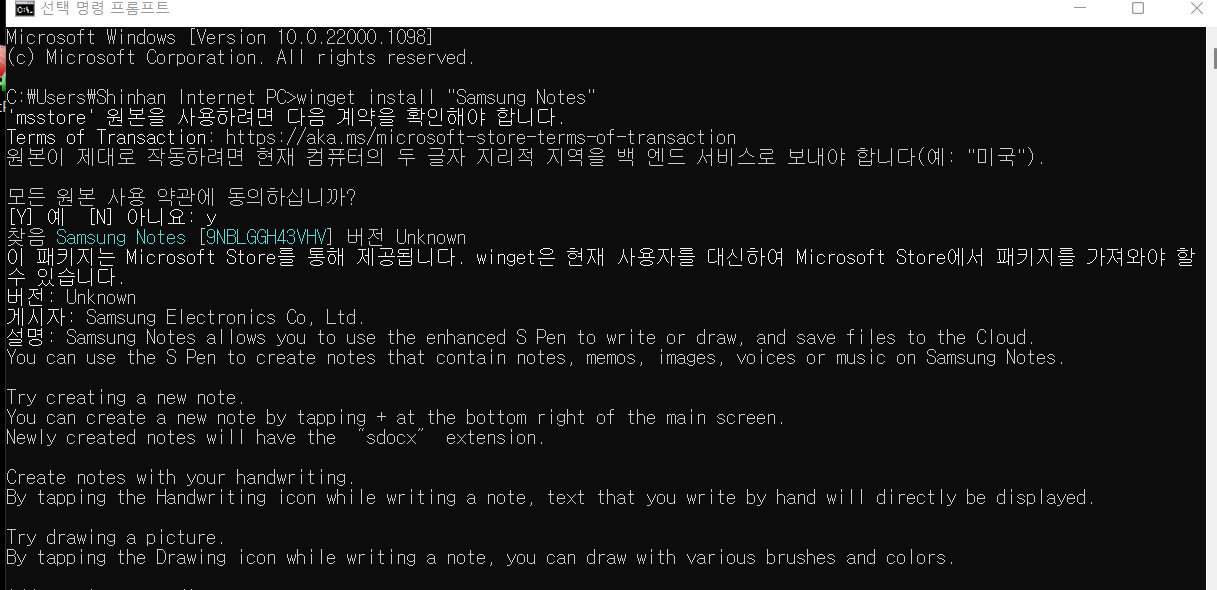 선택 명령 프롬프트
Microsoft Windows [Version 10.0.22000.1098]
(c) Microsoft Corporation. All rights reserved.
C:₩Users₩Shinhan Internet PC>winget install "Samsung Notes"
'msstore' 원본을 사용하려면 다음 계약을 확인해야 합니다.
Terms of Transaction: https://aka.ms/microsoft-store-terms-of-transaction
원본이 제대로 작동하려면 현재 컴퓨터의 두 글자 지리적 지역을 백 엔드 서비스로 보내야 합니다(예: "미국").
모든 원본 사용 약관에 동의하십니까?
[Y] 예  [N] 아니요: y
찾음 Samsung Notes [9NBLGGH43VHV] 버전 Unknown
이 패키지는 Microsoft Store를 통해 제공됩니다. winget은 현재 사용자를 대신하여 Microsoft Store에서 패키지를 가져와야 할
수 있습니다.
버전: Unknown
게시자: Samsung Electronics Co, Ltd.
설명: Samsung Notes allows you to use the enhanced S Pen to write or draw, and save files to the Cloud.
You can use the S Pen to create notes that contain notes, memos, images, voices or music on Samsung Notes.
Try creating a new note.
You can create a new note by tapping + at the bottom right of the main screen.
Newly created notes will have the “sdocx” extension.
Create notes with your handwriting.
By tapping the Handwriting icon while writing a note, text that you write by hand will directly be displayed.
Try drawing a picture.
By tapping the Drawing icon while writing a note, you can draw with various brushes and colors.